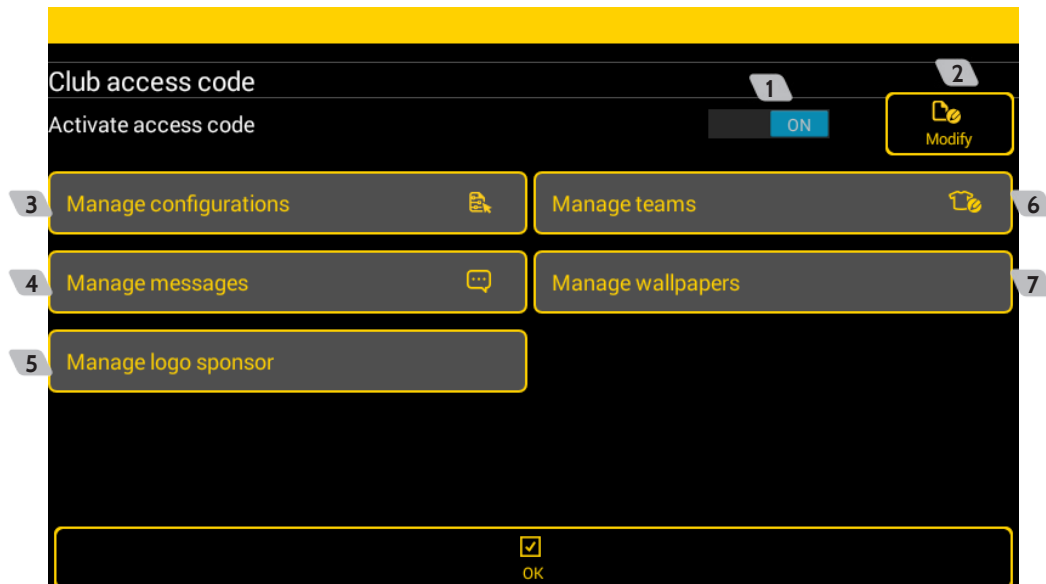 Club access code
1
2
Activate access code
ON
Modify
3
Manage configurations
Manage teams
6
4
Manage messages
Manage wallpapers
7
5
Manage logo sponsor
OK